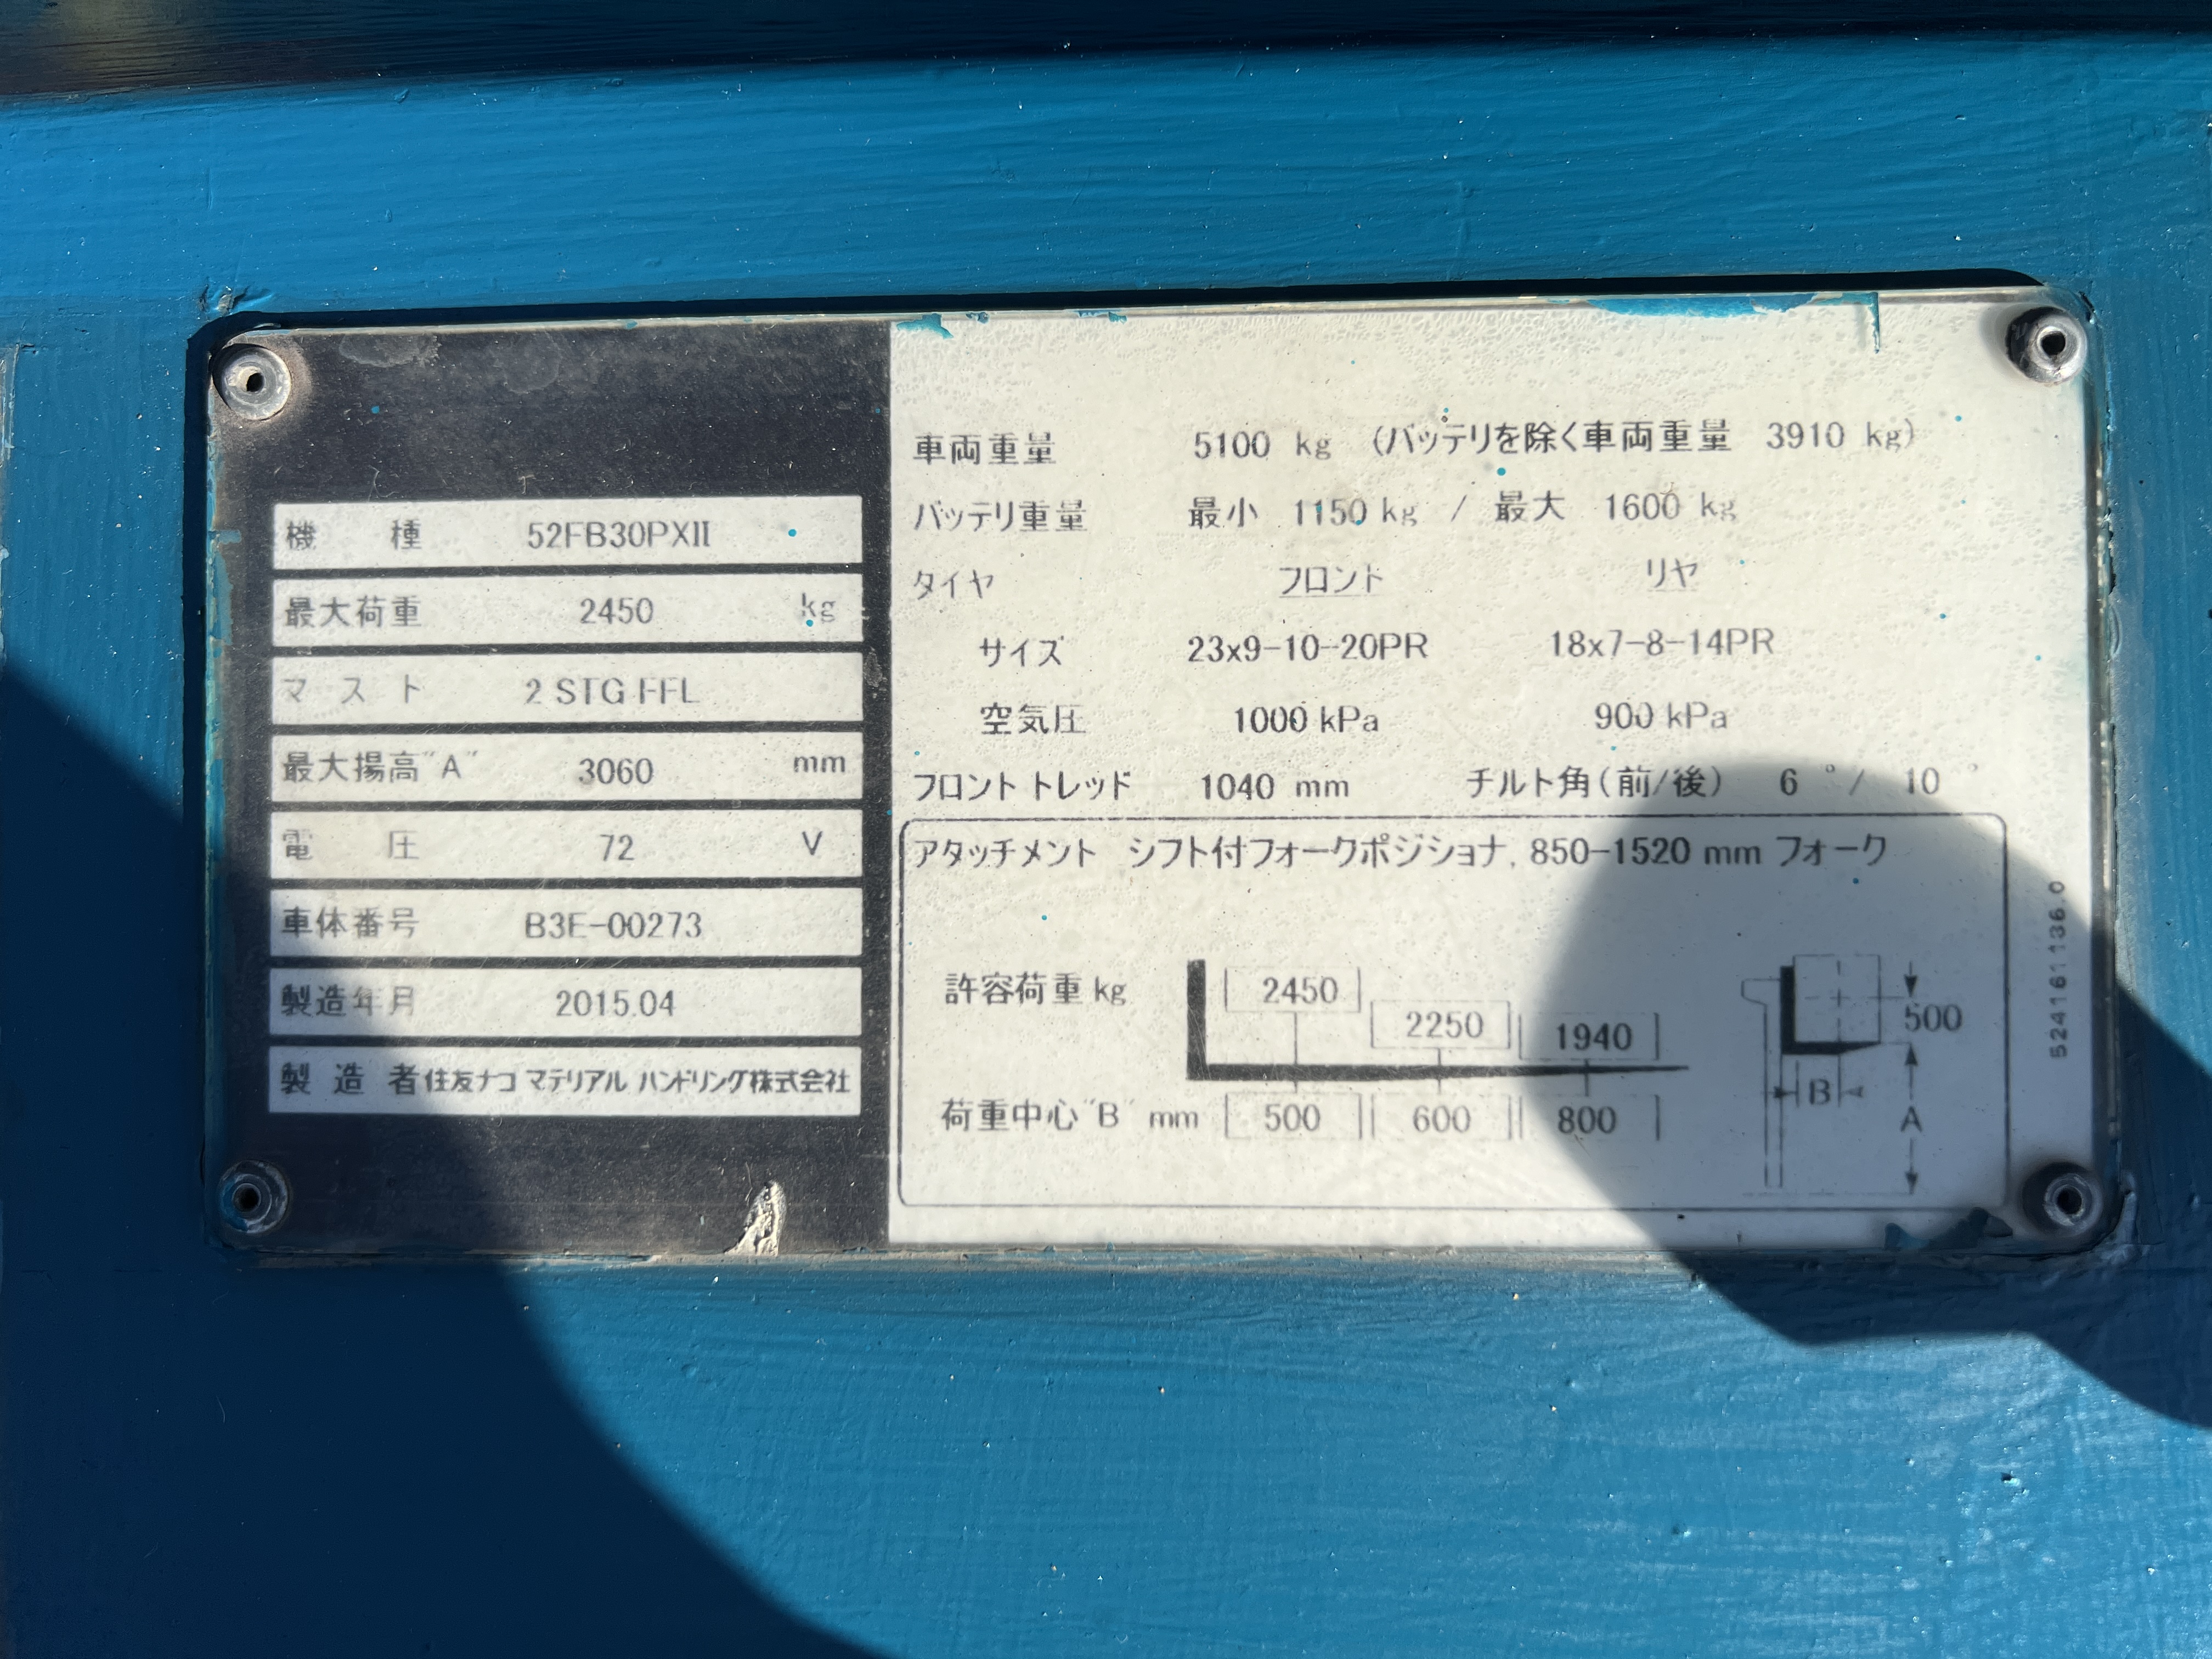 機種 52FB30PXII
最大荷重 2450 kg
マスト 2 STG FFL
最大揚高"A" 3060 mm
電圧 72 V
車体番号 B3E-00273
製造年月 2015.04
製造者 住友ナコ マテリアル ハンドリング株式会社
車両重量 5100 kg (バッテリを除く車両重量 3910 kg)
バッテリ重量 最小 1150 kg / 最大 1600 kg
タイヤ フロント リヤ
サイズ 23x9-10-20PR 18x7-8-14PR
空気圧 1000 kPa 900 kPa
フロント トレッド 1040 mm チルト角(前/後) 6 ° / 10 °
アタッチメント シフト付フォークポジショナ, 850-1520 mm フォーク
許容荷重 kg 2450 2250 1940
荷重中心"B" mm 500 600 800
500
B
A
524161136.0